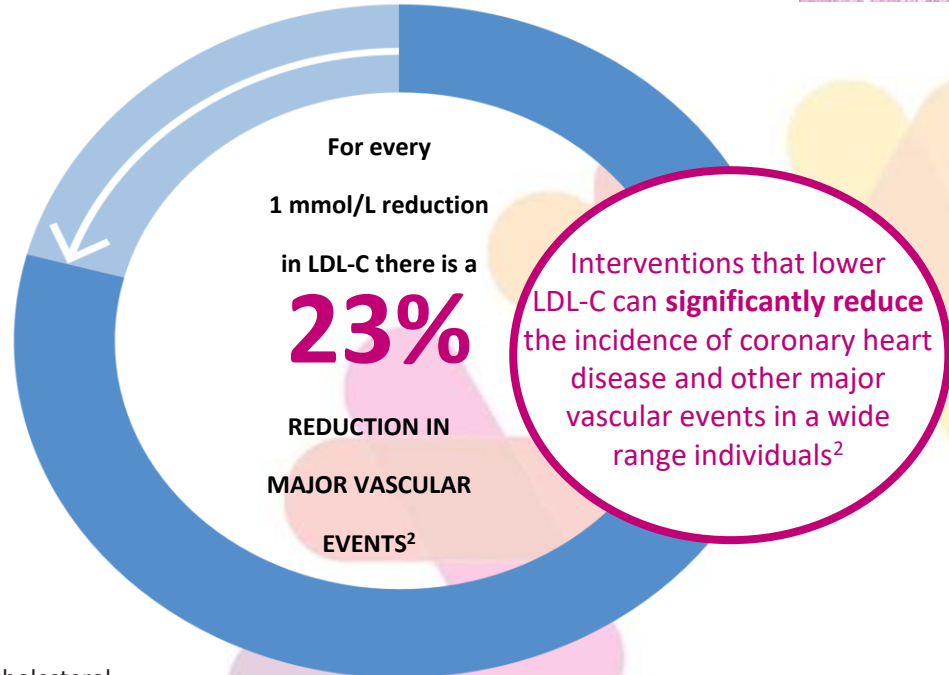 For every
1 mmol/L reduction
in LDL-C there is a
23%
REDUCTION IN
MAJOR VASCULAR
EVENTS²
Interventions that lower
LDL-C can significantly reduce
the incidence of coronary heart
disease and other major
vascular events in a wide
range individuals²